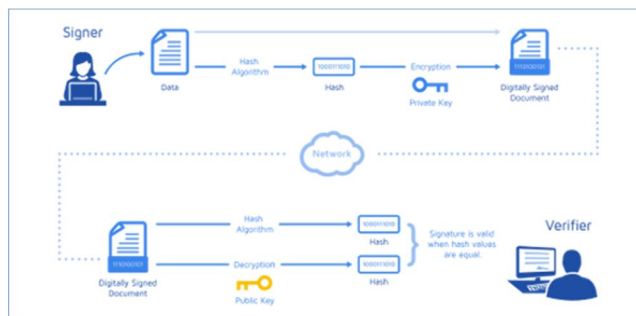 Signer
Hash
Algorithm
Encryption
1000111010
1110100101
Data
Hash
Private Key
Digitally Signed
Document
Network
Hash
Algorithm
1000111010
Hash
Signature is valid
when hash values
are equal.
Verifier
1110100101
Decryption
1000111010
Digitally Signed
Document
Public Key
Hash